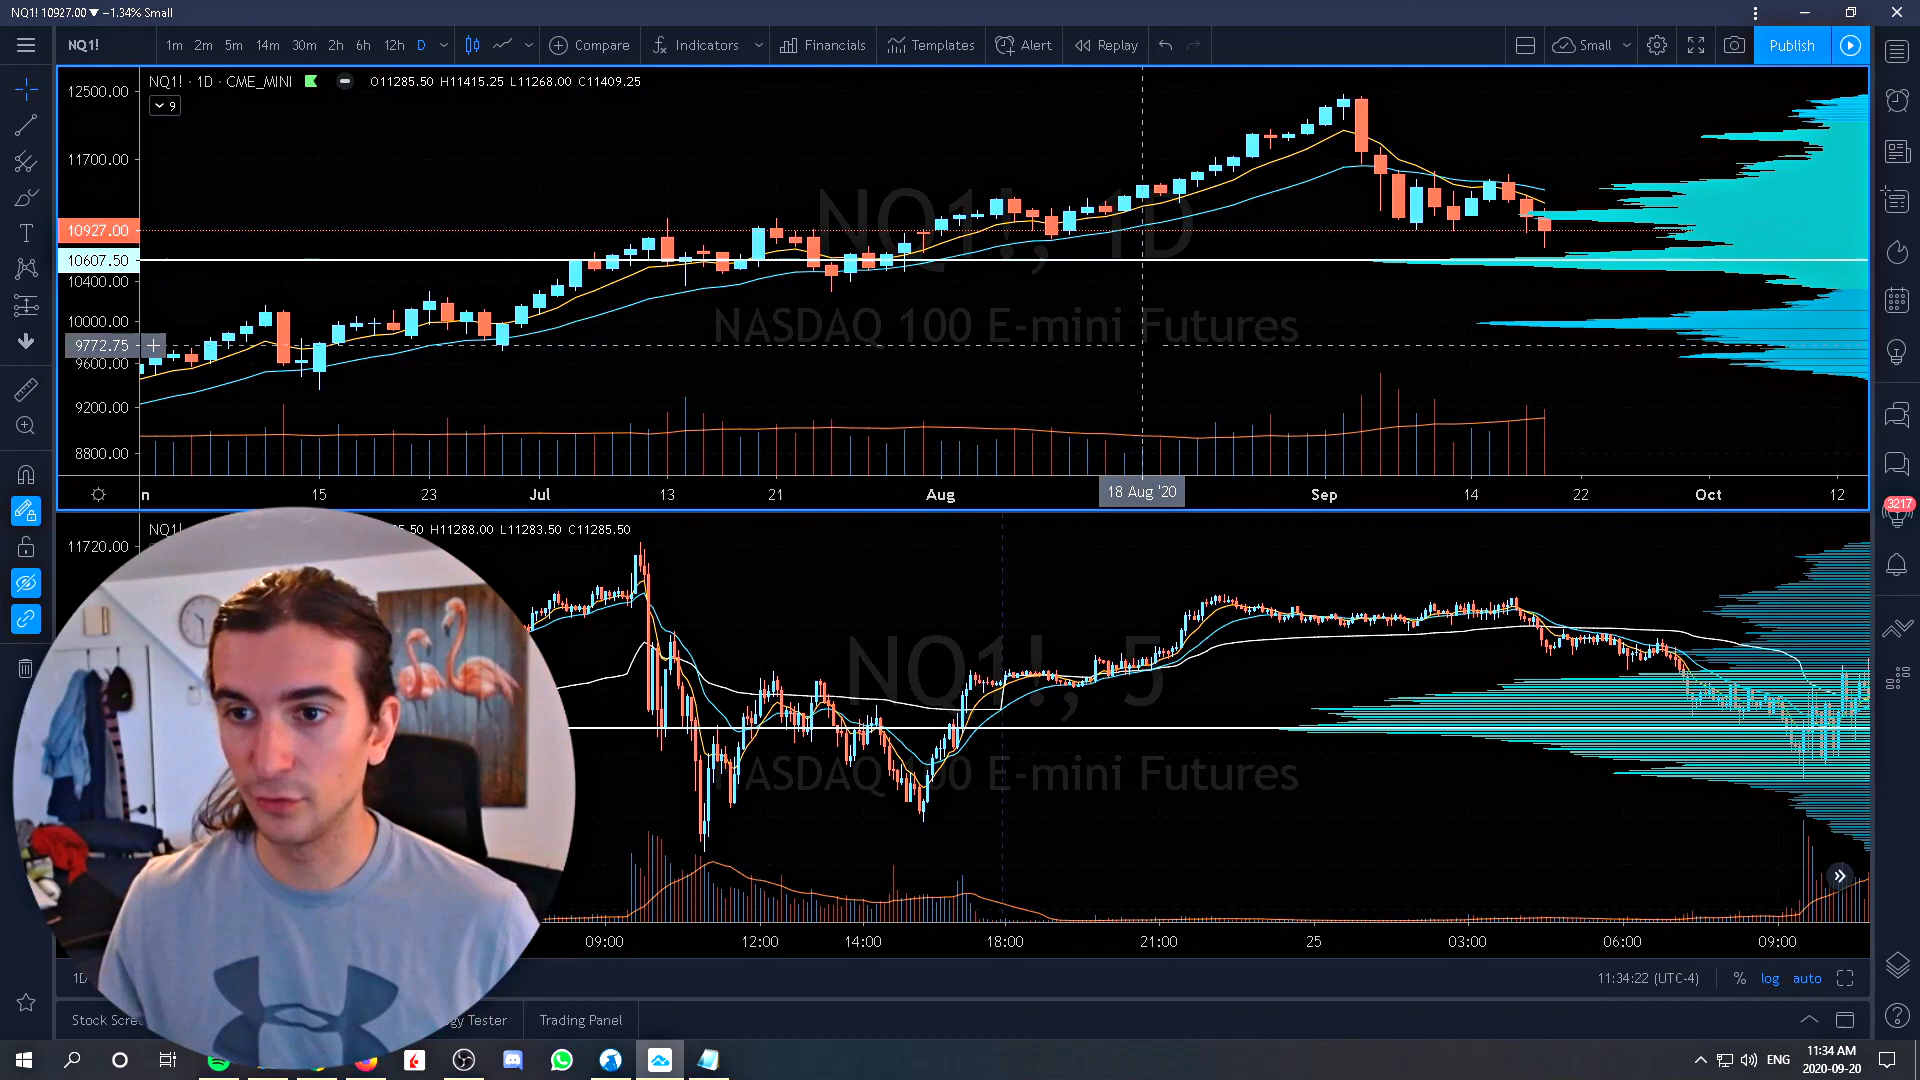 NQ1! 10927.00 ▼ −1.34% Small
NQ1! 1m 2m 5m 14m 30m 2h 6h 12h D Compare Indicators Financials Templates Alert Replay Small Publish
NQ1! · 1D · CME_MINI O11285.50 H11415.25 L11268.00 C11409.25
9
12500.00
11700.00
10927.00
10607.50
10400.00
10000.00
9772.75
9600.00
9200.00
8800.00
NQ1!, 1D
NASDAQ 100 E-mini Futures
15 23 Jul 13 21 Aug 18 Aug '20 Sep 14 22 Oct 12
3217
NQ1! 5.50 H11288.00 L11283.50 C11285.50
11720.00
NQ1!, 5
NASDAQ 100 E-mini Futures
09:00 12:00 14:00 18:00 21:00 25 03:00 06:00 09:00
1D 11:34:22 (UTC-4) % log auto
Stock Scre gy Tester Trading Panel
ENG 11:34 AM
2020-09-20